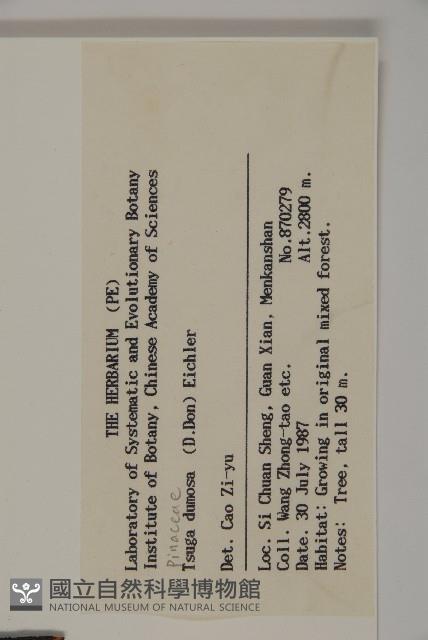 THE HERBARIUM (PE)
Laboratory of Systematic and Evolutionary Botany
Institute of Botany, Chinese Academy of Sciences
Pinaceae
Tsuga dumosa (D.Don) Eichler
Det. Cao Zi-yu
Loc. Si Chuan Sheng, Guan Xian, Menkanshan
Coll. Wang Zhong-tao etc. No.870279
Date. 30 July 1987 Alt.2800 m.
Habitat: Growing in original mixed forest.
Notes: Tree, tall 30 m.
國立自然科學博物館
NATIONAL MUSEUM OF NATURAL SCIENCE